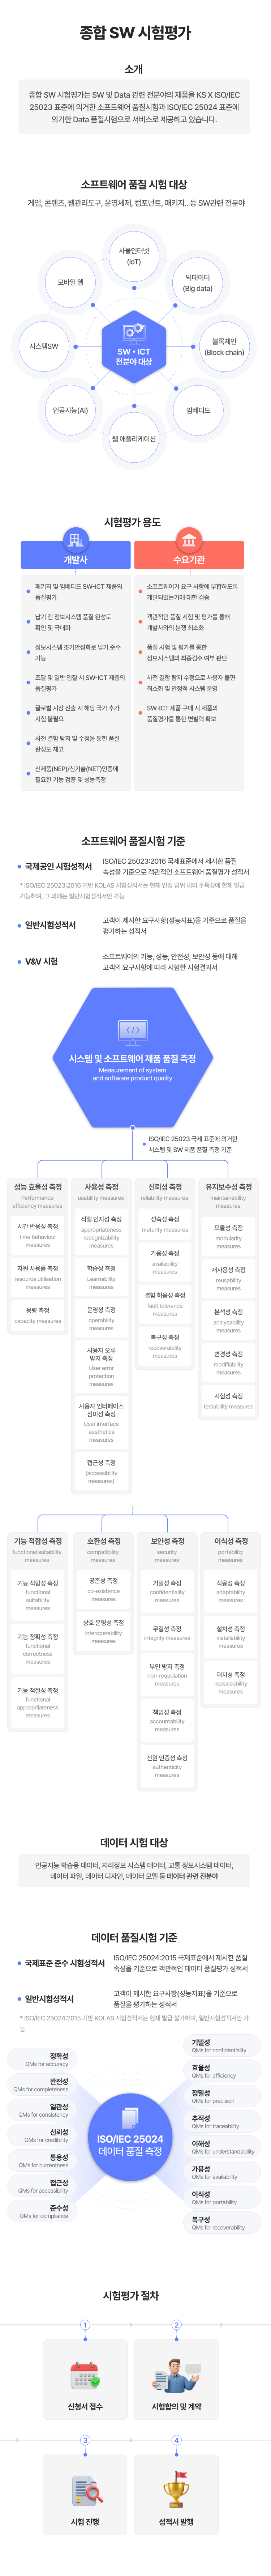 종합 SW 시험평가
소개
종합 SW 시험평가는 SW 및 Data 관련 전분야의 제품을 KS X ISO/IEC
25023 표준에 의거한 소프트웨어 품질시험과 ISO/IEC 25024 표준에
의거한 Data 품질시험으로 서비스로 제공하고 있습니다.
소프트웨어 품질 시험 대상
게임, 콘텐츠, 웹관리도구, 운영체제, 컴포넌트, 패키지.. 등 SW관련 전분야
사물인터넷
(IoT)
모바일 웹
빅데이터
(BIg data)
시스템SW
SW • ICT
전분야 대상
블록체인
(Block chain)
인공지능(AI)
임베디드
웹 애플리케이션
시험평가 용도
개발사
패키지 및 임베디드 SW·ICT 제품의
품질평가
납기 전 정보시스템 품질 완성도
확인 및 극대화
정보시스템 조기안정화로 납기 준수
가능
조달 및 일반 입찰 시 SW·ICT 제품의
품질평가
글로벌 시장 진출 시 해당 국가 추가
시험 불필요
사전 결함 탐지 및 수정을 통한 품질
완성도 제고
신제품(NEP)/신기술(NET)인증에
필요한 기능 검증 및 성능측정
수요기관
소프트웨어가 요구 사항에 부합하도록
개발되었는가에 대한 검증
객관적인 품질 시험 및 평가를 통해
개발사와의 분쟁 최소화
품질 시험 및 평가를 통한
정보시스템의 최종검수 여부 판단
사전 결함 탐지 수정으로 사용자 불편
최소화 및 안정적 시스템 운영
SW·ICT 제품 구매 시 제품의
품질평가를 통한 변별력 확보
소프트웨어 품질시험 기준
국제공인 시험성적서
ISO/IEC 25023:2016 국제표준에서 제시한 품질
속성을 기준으로 객관적인 소프트웨어 품질평가 성적서
* ISO/IEC 25023:2016 기반 KOLAS 시험성적서는 현재 인정 범위 내의 주특성에 한해 발급
가능하며, 그 외에는 일반시험성적서만 가능
일반시험성적서
고객이 제시한 요구항상(성능지표)을 기준으로 품질을
평가하는 성적서
V&V 시험
소프트웨어의 기능, 성능, 안전성, 보안성 등에 대해
고객의 요구사항에 따라 시험한 시험결과서
시스템 및 소프트웨어 제품 품질 측정
Measurement of system
and software product quality
ISO/IEC 25023 국제 표준에 의거한
시스템 및 SW 제품 품질 측정 기준
성능 효율성 측정
Performance
efficiency measures
시간 반응성 측정
time behaviour
measures
자원 사용률 측정
resource utilisation
measures
용량 측정
capacity measures
사용성 측정
usability measures
적절 인지성 측정
appropriateness
recognizability
measures
학습성 측정
Learnability
measures
운영성 측정
operability
measures
사용자 오류
방지 측정
User error
protection
measures
사용자 인터페이스
심미성 측정
User interface
aesthetics
measures
접근성 측정
(accessibility
measures)
신뢰성 측정
reliability measures
성숙성 측정
maturity measures
가용성 측정
availability
measures
결함 허용성 측정
fault tolerance
measures
복구성 측정
recoverability
measures
유지보수성 측정
maintainability
measures
모듈성 측정
modularity
measures
재사용성 측정
reusability
measures
분석성 측정
analysability
measures
변경성 측정
modifiability
measures
시험성 측정
testability measures
기능 적합성 측정
functional suitability
measures
기능 적합성 측정
functional
suitability
measures
기능 정확성 측정
functional
correctness
measures
기능 적절성 측정
functional
appropriateness
measures
호환성 측정
compatibility
measures
공존성 측정
co-existence
measures
상호 운영성 측정
interoperability
measures
보안성 측정
security
measures
기밀성 측정
confidentiality
measures
무결성 측정
integrity measures
부인 방지 측정
non-requdiation
measures
책임성 측정
accountability
measures
신원 인증성 측정
authenticity
measures
이식성 측정
portability
measures
적응성 측정
adaptability
measures
설치성 측정
installability
measures
대치성 측정
replaceability
measures
데이터 시험 대상
인공지능 학습용 데이터, 지리정보 시스템 데이터, 교통 정보시스템 데이터,
데이터 파일, 데이터 디자인, 데이터 모델 등 데이터 관련 전분야
데이터 품질시험 기준
국제표준 준수 시험성적서
ISO/IEC 25024:2015 국제표준에서 제시한 품질
속성을 기준으로 객관적인 데이터 품질평가 성적서
일반시험성적서
고객이 제시한 요구사항(성능지표)을 기준으로
품질을 평가하는 성적서
* ISO/IEC 25024:2015 기반 KOLAS 시험성적서는 현재 발급 불가하며, 일반시험성적서만 가
능
정확성
QMs for accuracy
완전성
QMs for completeness
일관성
QMs for consistency
신뢰성
QMs for credibility
통용성
QMs for currentness
접근성
QMs for accessibility
준수성
QMs for compliance
ISO/IEC 25024
데이터 품질 측정
기밀성
QMs for confidentiality
효율성
QMs for efficiency
정밀성
QMs for precision
추적성
QMs for traceability
이해성
QMs for understandability
가용성
QMs for availability
이식성
QMs for portability
복구성
QMs for recoverability
시험평가 절차
1
신청서 접수
2
시험합의 및 계약
3
시험 진행
4
성적서 발행